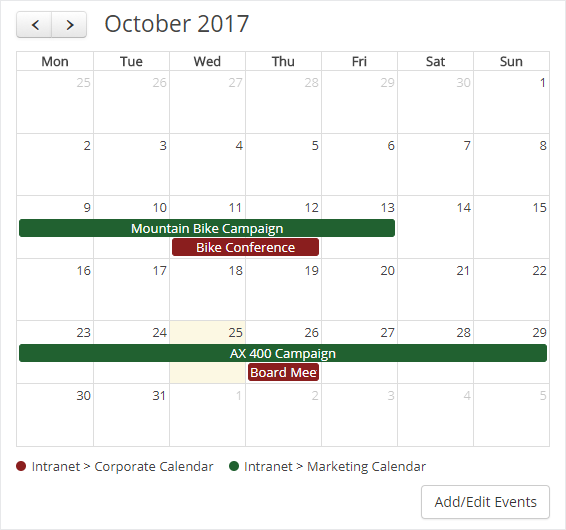 October 2017
Mon Tue Wed Thu Fri Sat Sun
25 26 27 28 29 30 1
2 3 4 5 6 7 8
9 10 11 12 13 14 15
Mountain Bike Campaign
Bike Conference
16 17 18 19 20 21 22
23 24 25 26 27 28 29
AX 400 Campaign
Board Mee
30 31 1 2 3 4 5
Intranet > Corporate Calendar Intranet > Marketing Calendar
Add/Edit Events